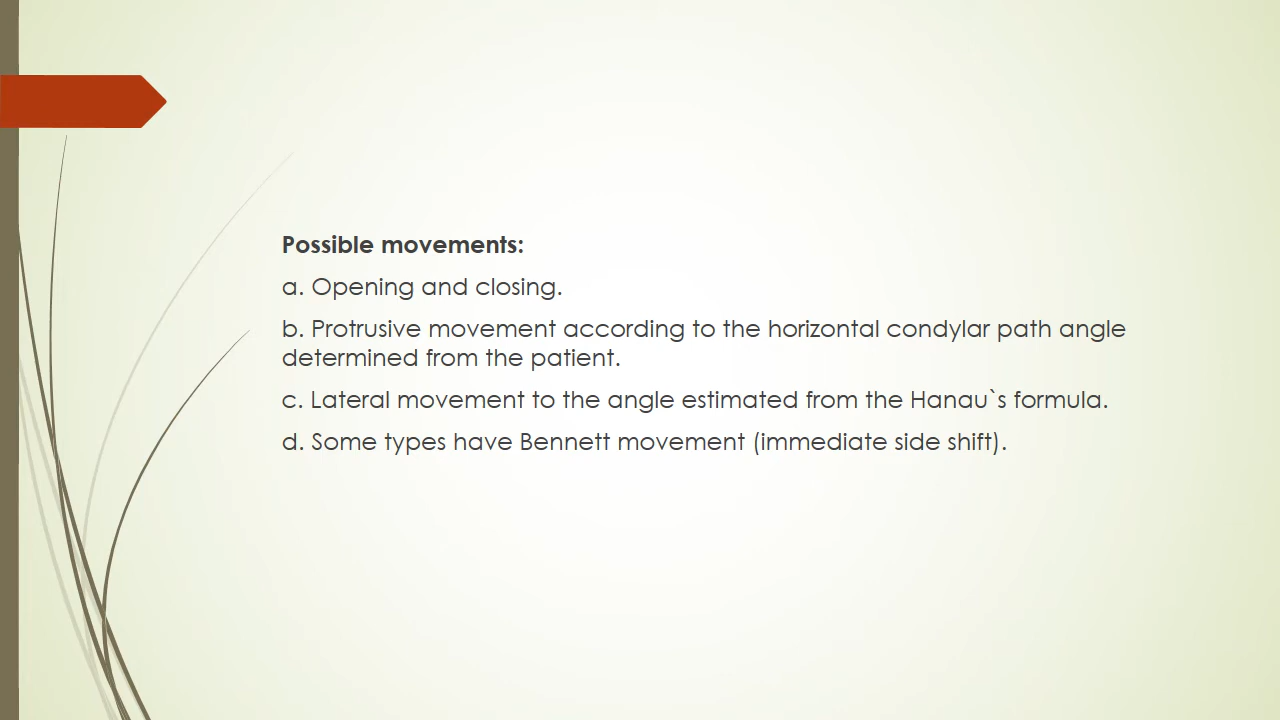 Possible movements:
a. Opening and closing.
b. Protrusive movement according to the horizontal condylar path angle
determined from the patient.
c. Lateral movement to the angle estimated from the Hanau`s formula.
d. Some types have Bennett movement (immediate side shift).